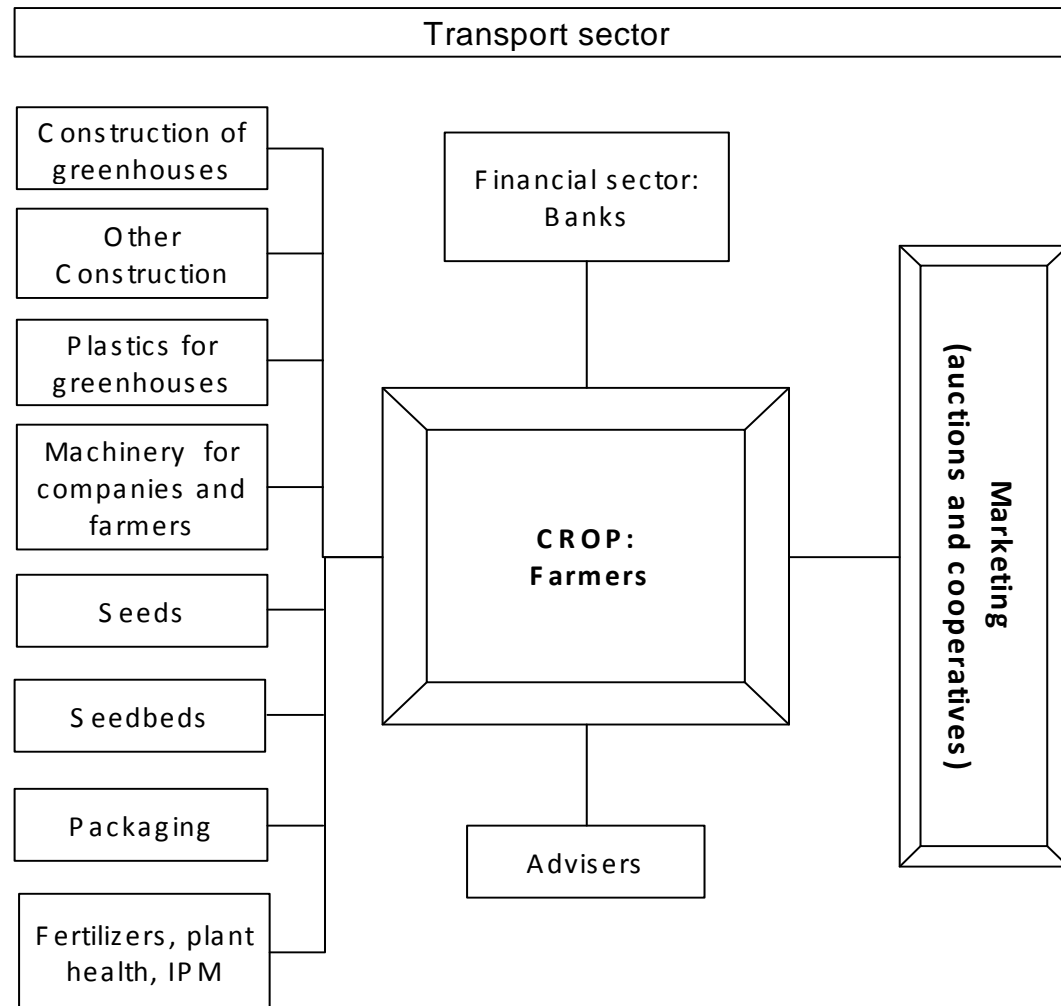 Transport sector
Construction of
greenhouses
Other
Construction
Plastics for
greenhouses
Machinery for
companies and
farmers
Seeds
Seedbeds
Packaging
Fertilizers, plant
health, IPM
Financial sector:
Banks
CROP:
Farmers
Advisers
Marketing
(auctions and cooperatives)